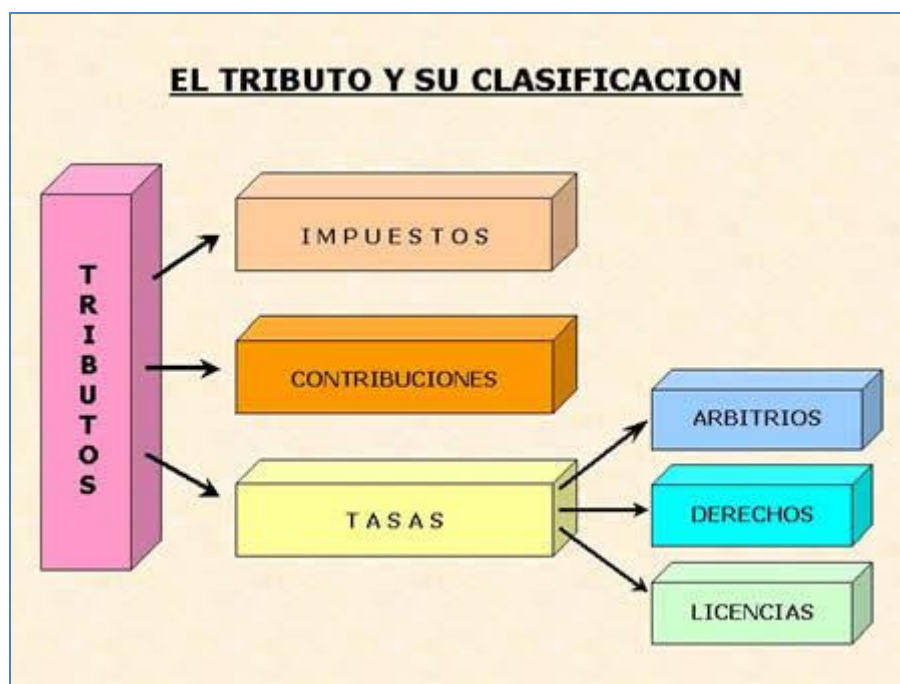 EL TRIBUTO Y SU CLASIFICACION
TRIBUTOS
IMPUESTOS
CONTRIBUCIONES
TASAS
ARBITRIOS
DERECHOS
LICENCIAS